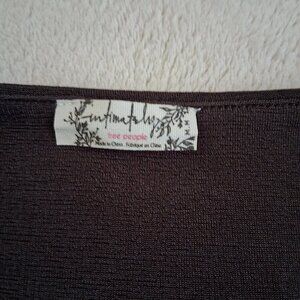 intimately
free people
Made in China . Fabriqué en Chine